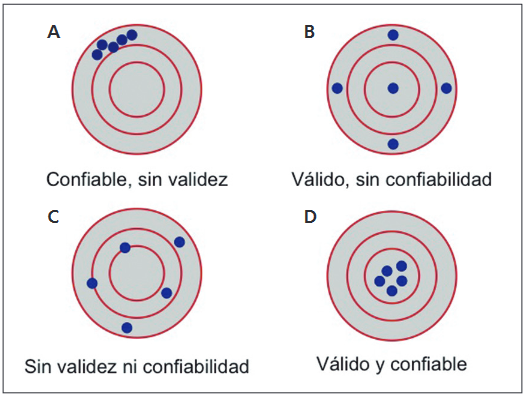 A
B
Confiable, sin validez
Válido, sin confiabilidad
C
D
Sin validez ni confiabilidad
Válido y confiable